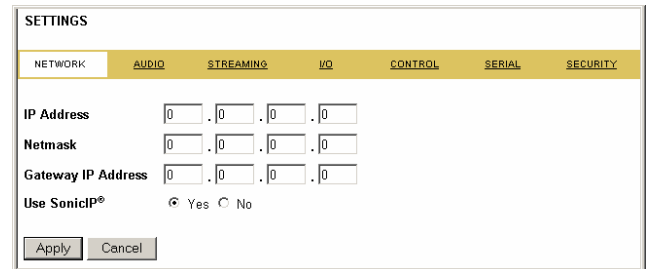 SETTINGS
NETWORK AUDIO STREAMING I/O CONTROL SERIAL SECURITY
IP Address 0 . 0 . 0 . 0
Netmask 0 . 0 . 0 . 0
Gateway IP Address 0 . 0 . 0 . 0
Use SonicIP® Yes No
Apply Cancel